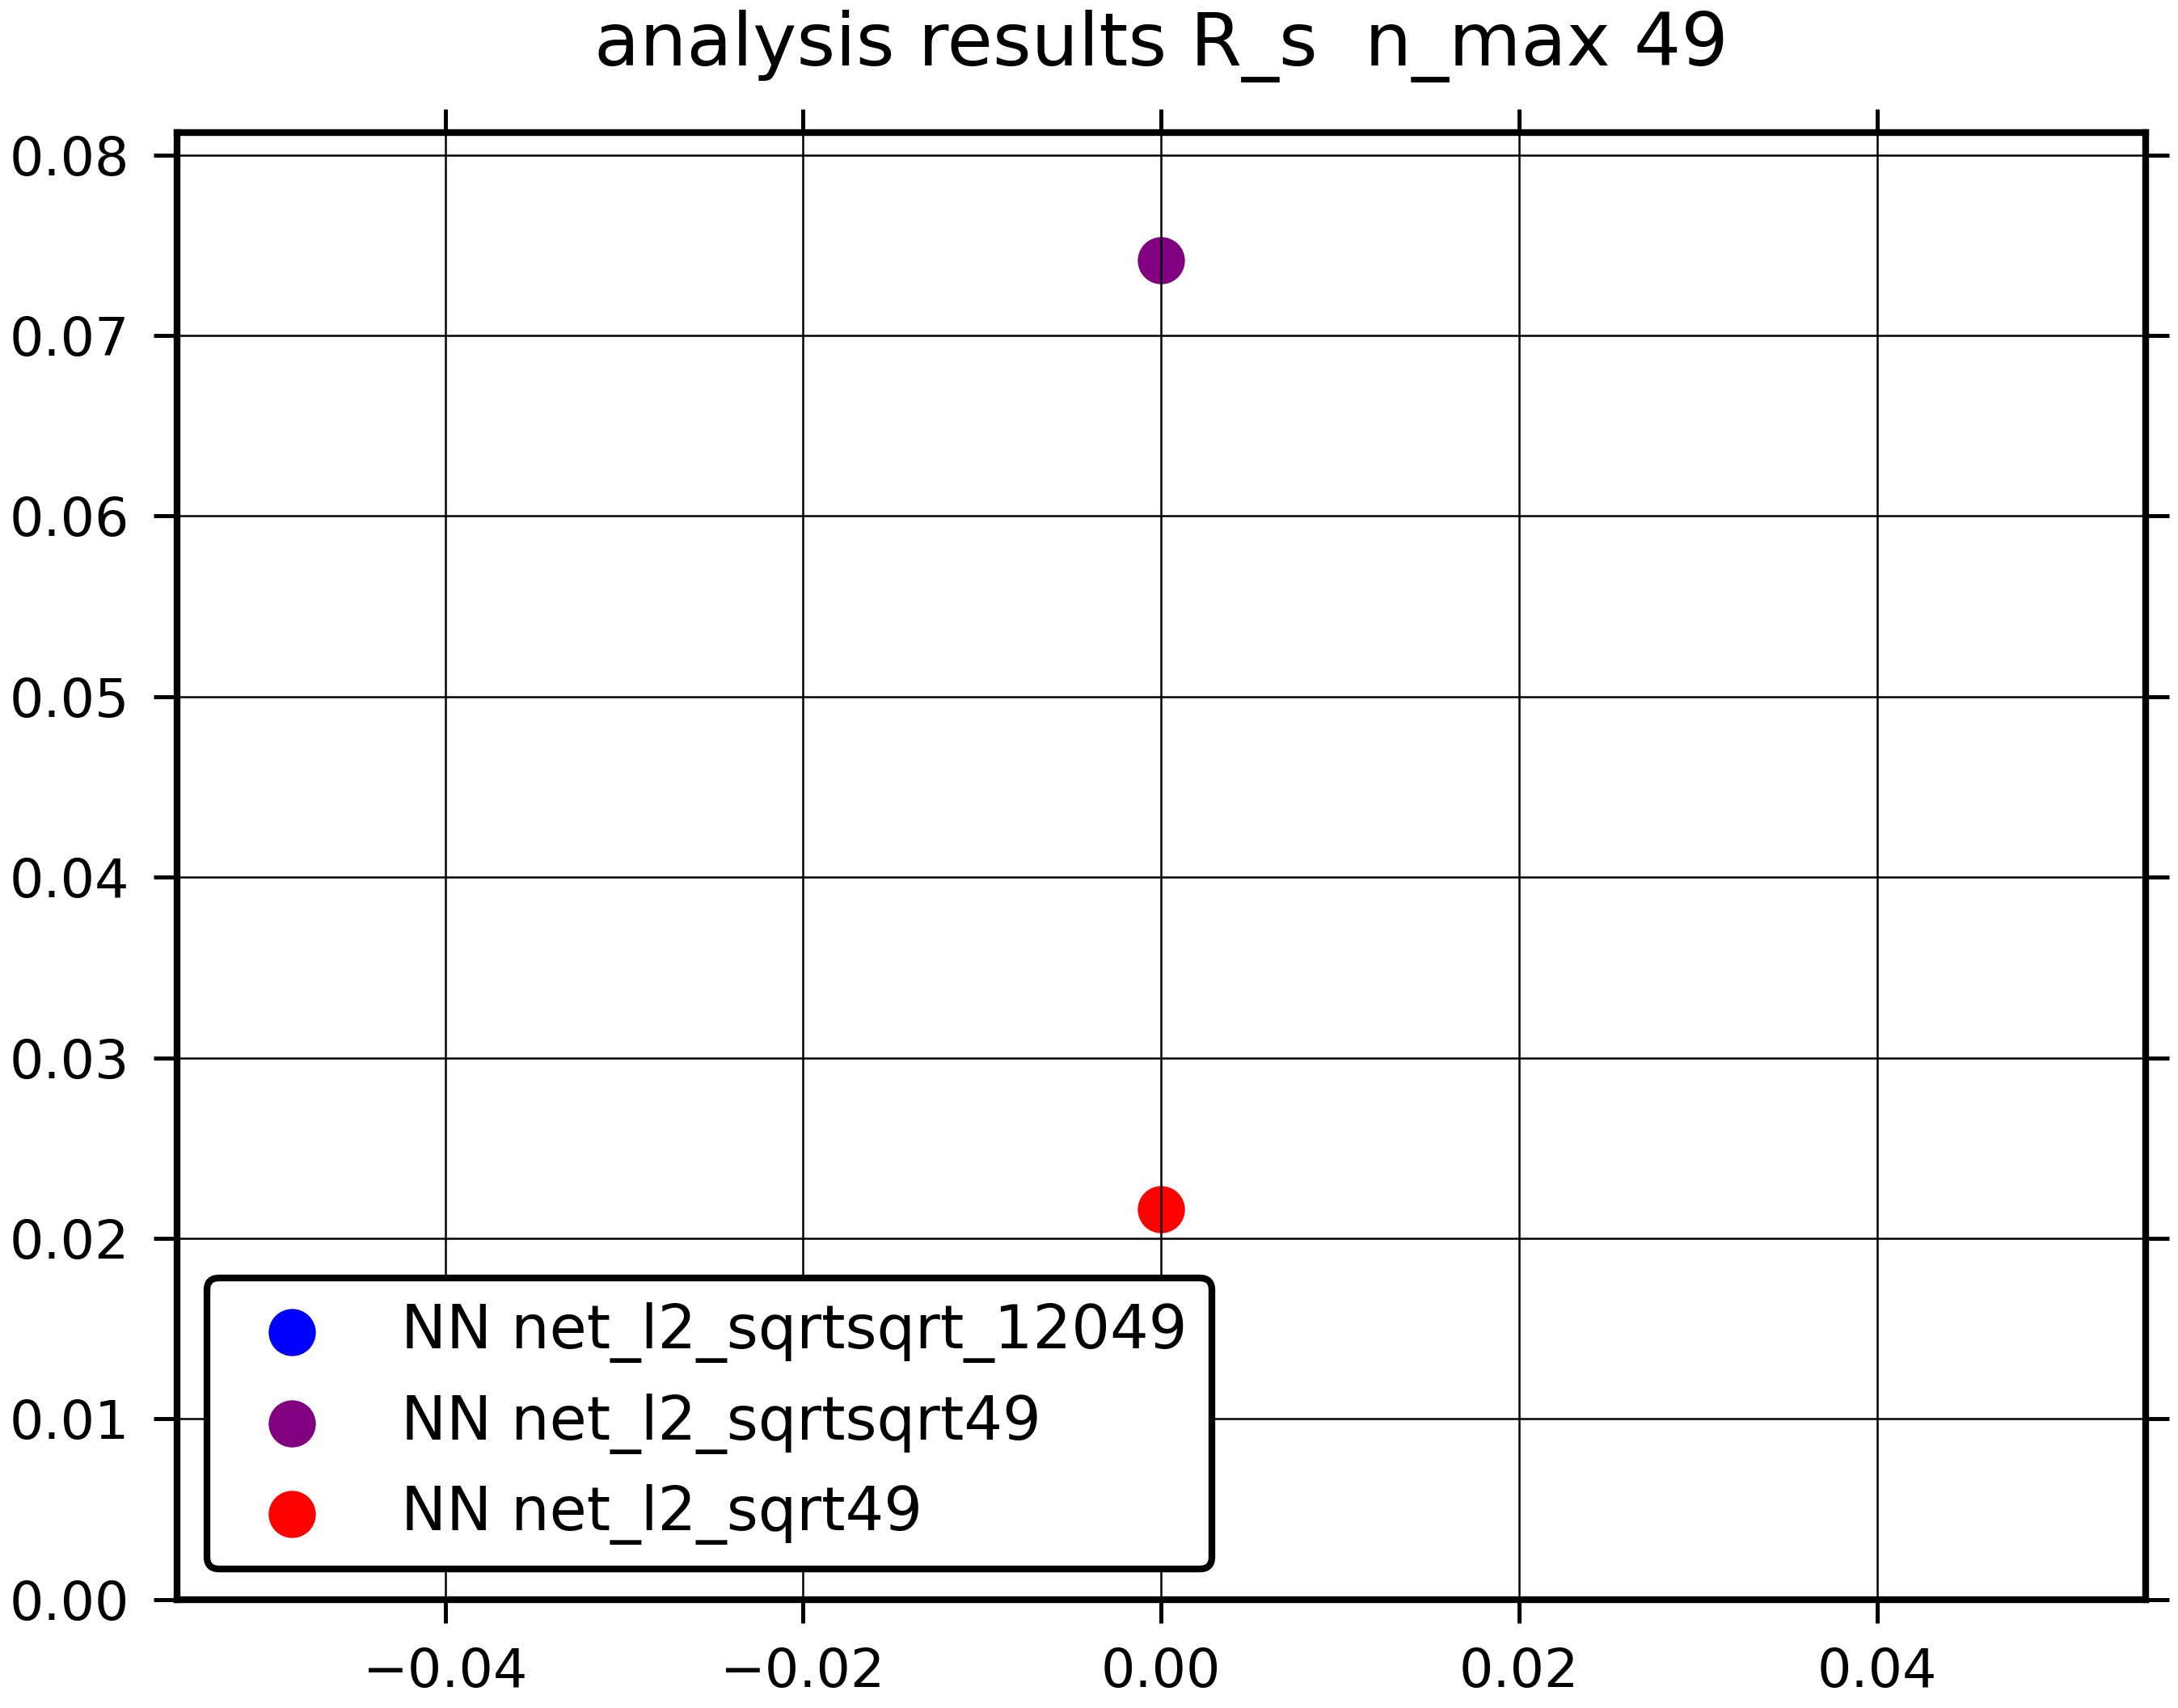 analysis results R_s n_max 49
0.08
0.07
0.06
0.05
0.04
0.03
0.02
0.01
0.00
NN net_l2_sqrtsqrt_12049
NN net_l2_sqrtsqrt49
NN net_l2_sqrt49
−0.04 −0.02 0.00 0.02 0.04